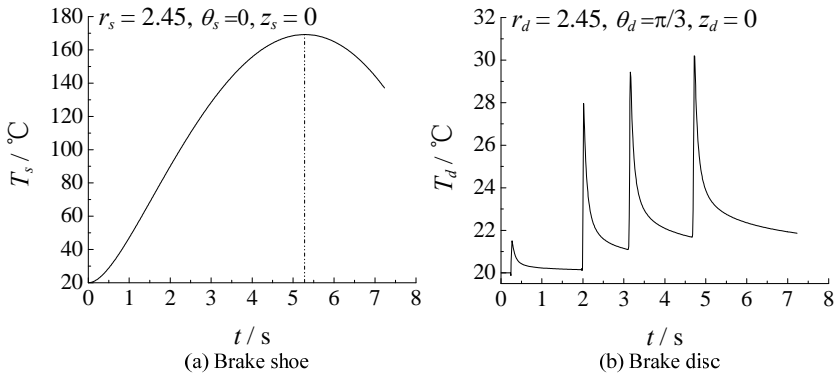 r_s = 2.45, θ_s=0, z_s = 0
180
160
140
120
100
80
60
40
20
T_s / ℃
0 1 2 3 4 5 6 7 8
t / s
(a) Brake shoe
r_d = 2.45, θ_d=π/3, z_d = 0
32
30
28
26
24
22
20
T_d / ℃
0 1 2 3 4 5 6 7 8
t / s
(b) Brake disc